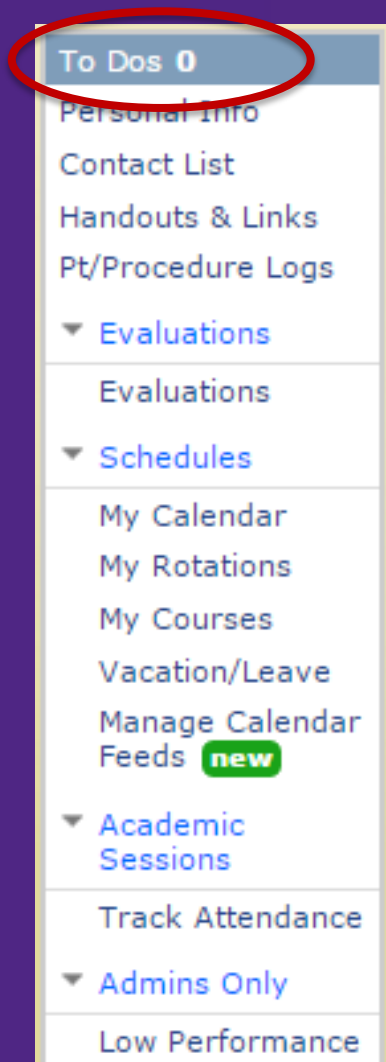 To Dos 0
Personal Info
Contact List
Handouts & Links
Pt/Procedure Logs
Evaluations
Evaluations
Schedules
My Calendar
My Rotations
My Courses
Vacation/Leave
Manage Calendar
Feeds new
Academic
Sessions
Track Attendance
Admins Only
Low Performance